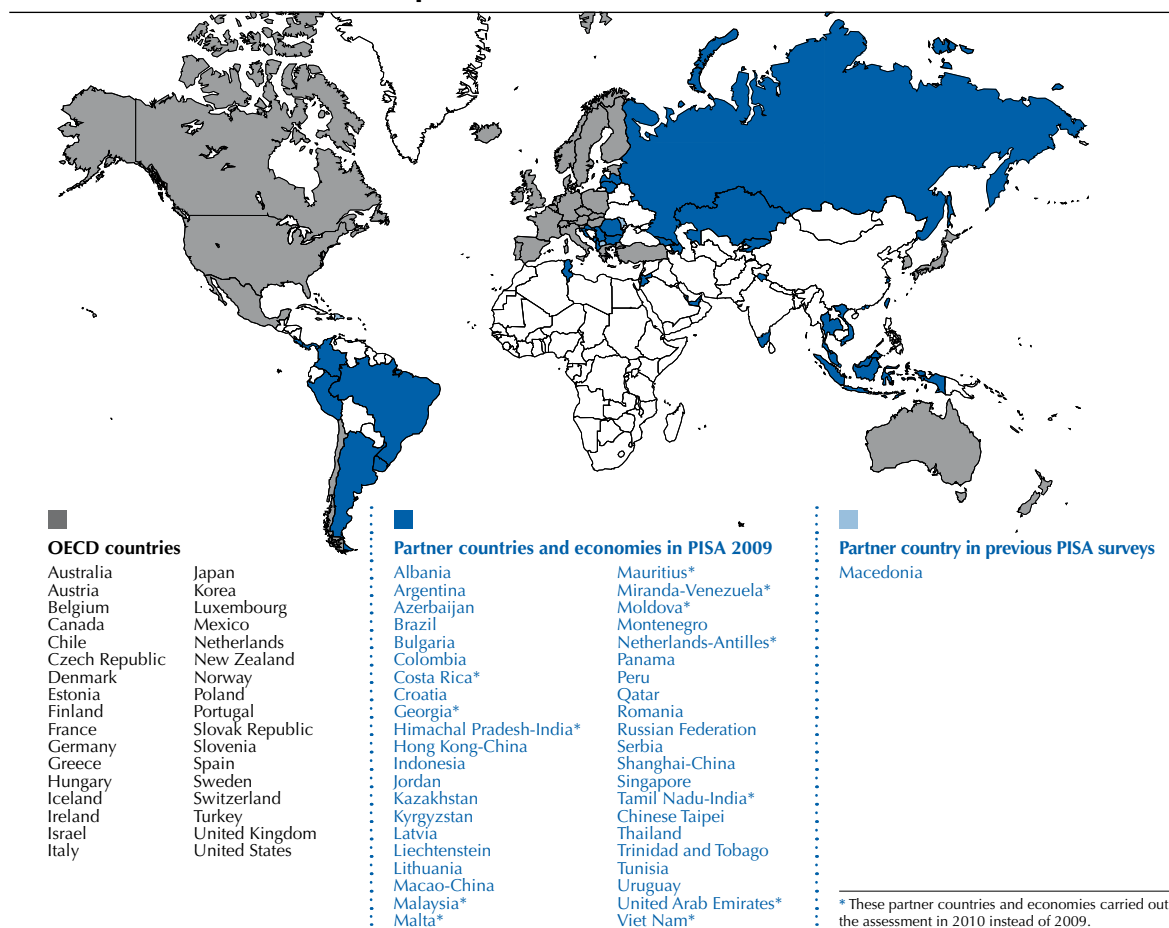 OECD countries
Australia
Austria
Belgium
Canada
Chile
Czech Republic
Denmark
Estonia
Finland
France
Germany
Greece
Hungary
Iceland
Ireland
Israel
Italy
Japan
Korea
Luxembourg
Mexico
Netherlands
New Zealand
Norway
Poland
Portugal
Slovak Republic
Slovenia
Spain
Sweden
Switzerland
Turkey
United Kingdom
United States
Partner countries and economies in PISA 2009
Albania
Argentina
Azerbaijan
Brazil
Bulgaria
Colombia
Costa Rica*
Croatia
Georgia*
Himachal Pradesh-India*
Hong Kong-China
Indonesia
Jordan
Kazakhstan
Kyrgyzstan
Latvia
Liechtenstein
Lithuania
Macao-China
Malaysia*
Malta*
Mauritius*
Miranda-Venezuela*
Moldova*
Montenegro
Netherlands-Antilles*
Panama
Peru
Qatar
Romania
Russian Federation
Serbia
Shanghai-China
Singapore
Tamil Nadu-India*
Chinese Taipei
Thailand
Trinidad and Tobago
Tunisia
Uruguay
United Arab Emirates*
Viet Nam*
Partner country in previous PISA surveys
Macedonia
* These partner countries and economies carried out
the assessment in 2010 instead of 2009.